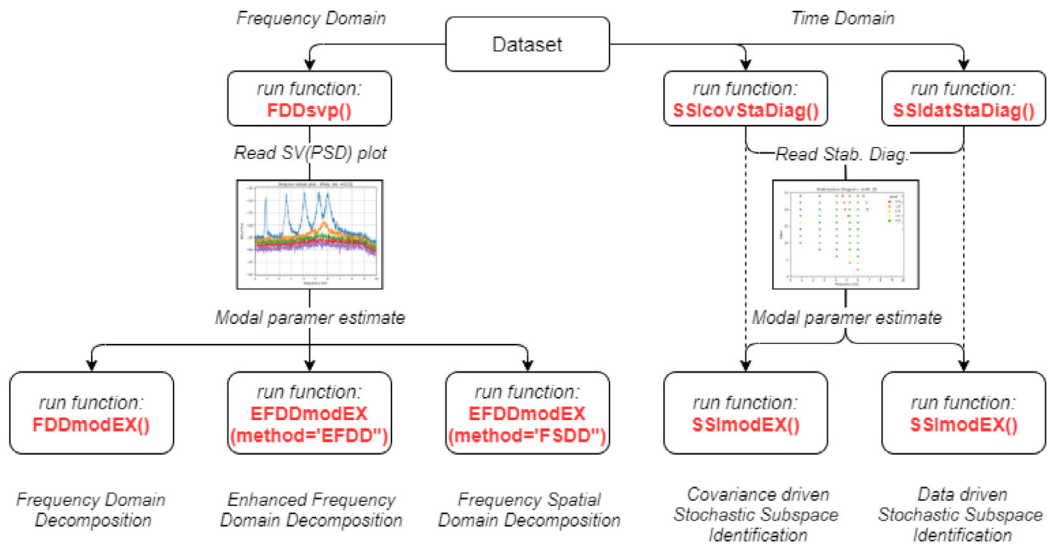 Frequency Domain
Dataset
Time Domain
run function:
FDDsvp()
run function:
SSIcovStaDiag()
run function:
SSIdatStaDiag()
Read SV(PSD) plot
Read Stab. Diag.
Modal paramer estimate
Modal paramer estimate
run function:
FDDmodEX()
run function:
EFDDmodEX
(method='EFDD")
run function:
EFDDmodEX
(method='FSDD")
run function:
SSImodEX()
run function:
SSImodEX()
Frequency Domain
Decomposition
Enhanced Frequency
Domain Decomposition
Frequency Spatial
Domain Decomposition
Covariance driven
Stochastic Subspace
Identification
Data driven
Stochastic Subspace
Identification